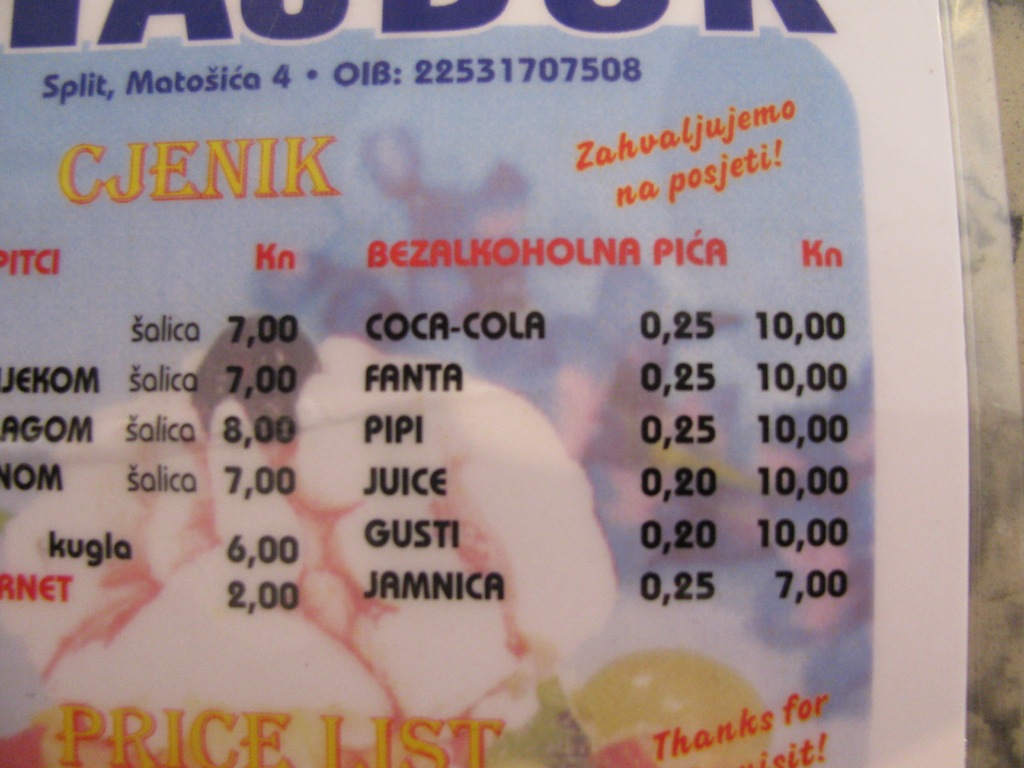 Split, Matošića 4 • OIB: 22531707508
CJENIK
Zahvaljujemo
na posjeti!
PITCI Kn
BEZALKOHOLNA PIĆA Kn
šalica 7,00 COCA-COLA 0,25 10,00
IJEKOM šalica 7,00 FANTA 0,25 10,00
LAGOM šalica 8,00 PIPI 0,25 10,00
NOM šalica 7,00 JUICE 0,20 10,00
kugla 6,00 GUSTI 0,20 10,00
RNET 2,00 JAMNICA 0,25 7,00
PRICE LIST
Thanks for
visit!